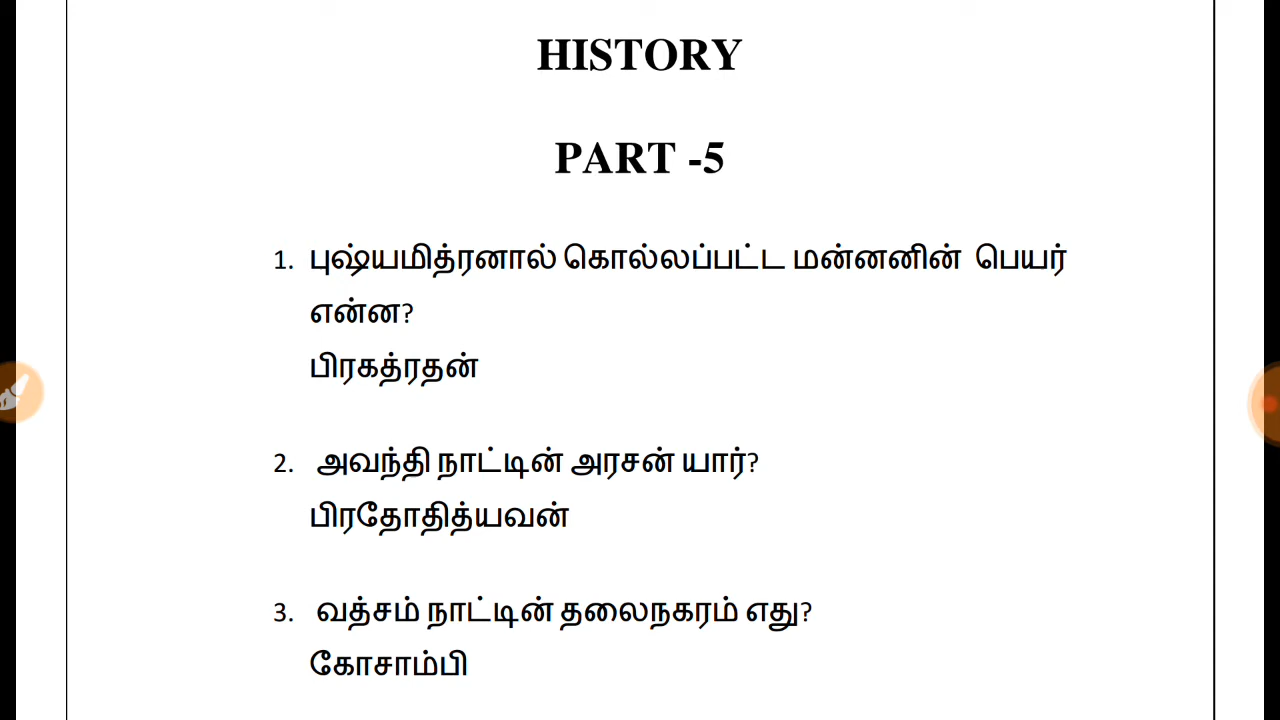 HISTORY
PART -5
1. புஷ்யமித்ரனால் கொல்லப்பட்ட மன்னனின் பெயர்
என்ன?
பிரகத்ரதன்
2. அவந்தி நாட்டின் அரசன் யார்?
பிரதோதித்யவன்
3. வத்சம் நாட்டின் தலைநகரம் எது?
கோசாம்பி